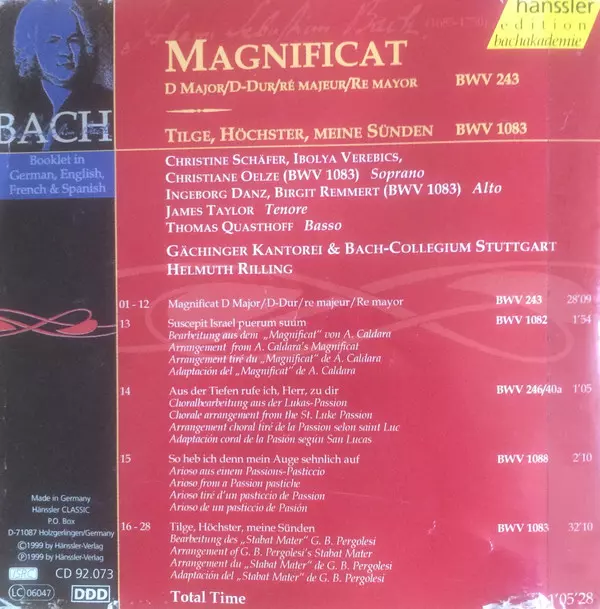 hänssler
edition
bachakademie
MAGNIFICAT
D MAJOR/D-DUR/RÉ MAJEUR/RE MAYOR BWV 243
BACH
TILGE, HÖCHSTER, MEINE SÜNDEN BWV 1083
Booklet in
German, English,
French & Spanish
CHRISTINE SCHÄFER, IBOLYA VEREBICS,
CHRISTIANE OELZE (BWV 1083) Soprano
INGEBORG DANZ, BIRGIT REMMERT (BWV 1083) Alto
JAMES TAYLOR Tenore
THOMAS QUASTHOFF Basso
GÄCHINGER KANTOREI & BACH-COLLEGIUM STUTTGART
HELMUTH RILLING
01 - 12 Magnificat D Major/D-Dur/re majeur/Re mayor BWV 243 28'09
13 Suscepit Israel puerum suum BWV 1082 1'54
Bearbeitung aus dem „Magnificat" von A. Caldara
Arrangement from A. Caldara's Magnificat
Arrangement tiré du „Magnificat" de A. Caldara
Adaptación del „Magnificat" de A. Caldara
14 Aus der Tiefen rufe ich, Herr, zu dir BWV 246/40a 1'05
Choralbearbeitung aus der Lukas-Passion
Chorale arrangement from the St. Luke Passion
Arrangement choral tiré de la Passion selon saint Luc
Adaptación coral de la Pasión según San Lucas
15 So heb ich denn mein Auge sehnlich auf BWV 1088 2'10
Arioso aus einem Passions-Pasticcio
Arioso from a Passion pastiche
Arioso tiré d'un pasticcio de Passion
Arioso de un pasticcio de Pasión
16 - 28 Tilge, Höchster, meine Sünden BWV 1083 32'10
Bearbeitung des „Stabat Mater" G. B. Pergolesi
Arrangement of G. B. Pergolesi's Stabat Mater
Arrangement du „Stabat Mater" de G. B. Pergolesi
Adaptación del „Stabat Mater" de G. B. Pergolesi
Total Time 1'05'28
Made in Germany
Hänssler CLASSIC
P.O. Box
D-71087 Holzgerlingen/Germany
©1999 by Hänssler-Verlag
℗1999 by Hänssler-Verlag
ISRC CD 92.073
LC 06047 DDD